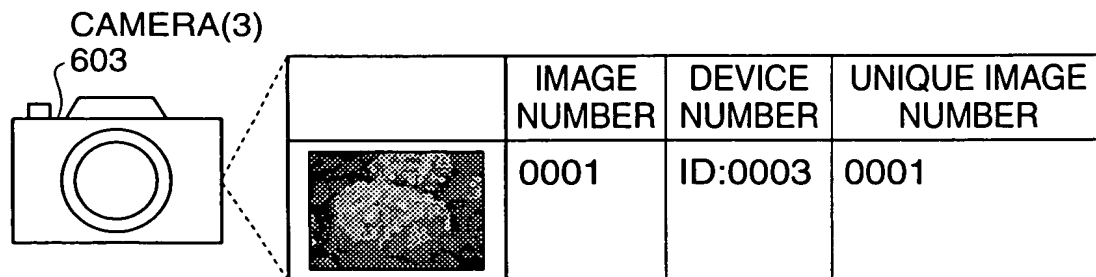 CAMERA(3)
603
IMAGE NUMBER
DEVICE NUMBER
UNIQUE IMAGE NUMBER
0001
ID:0003
0001